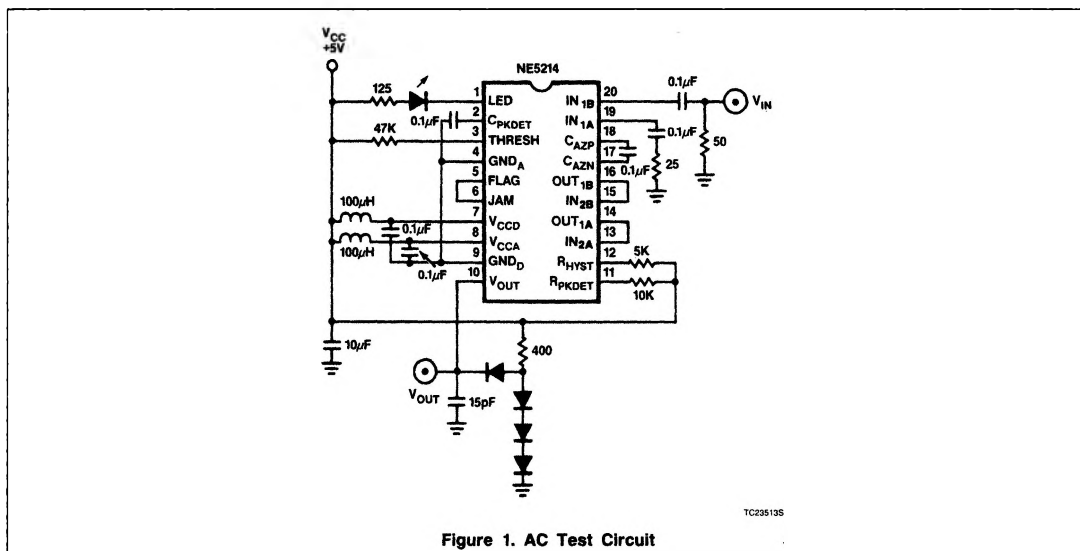 V_CC
+5V
NE5214
125
0.1μF
47K
1 LED
2 C_PKDET
3 THRESH
4 GND_A
5 FLAG
6 JAM
7 V_CCD
8 V_CCA
9 GND_D
10 V_OUT
20 IN_1B
19 IN_1A
18 C_AZP
17 C_AZN
16 OUT_1B
15 IN_2B
14 OUT_1A
13 IN_2A
12 R_HYST
11 R_PKDET
0.1μF
V_IN
0.1μF
50
0.1μF
25
100μH
0.1μF
100μH
0.1μF
5K
10K
10μF
400
V_OUT
15pF
TC23513S
Figure 1. AC Test Circuit